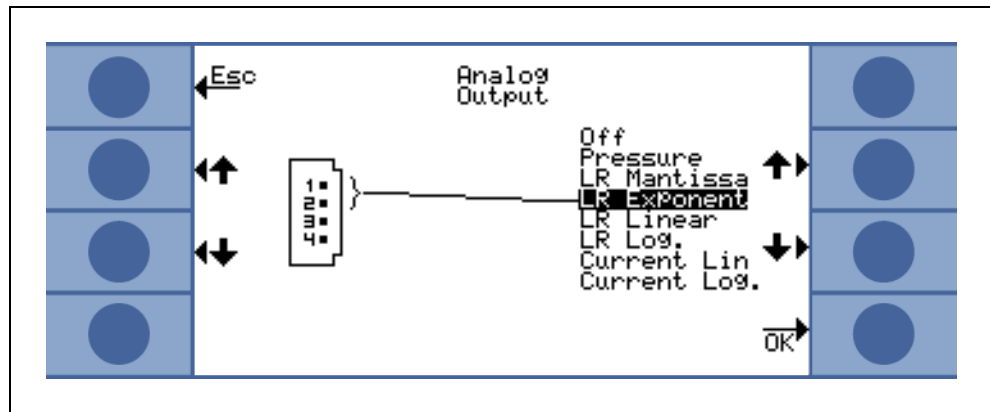 Esc
Analog
Output
Off
Pressure
LR Mantissa
LR Exponent
LR Linear
LR Log.
Current Lin
Current Log.
1
2
3
4
OK